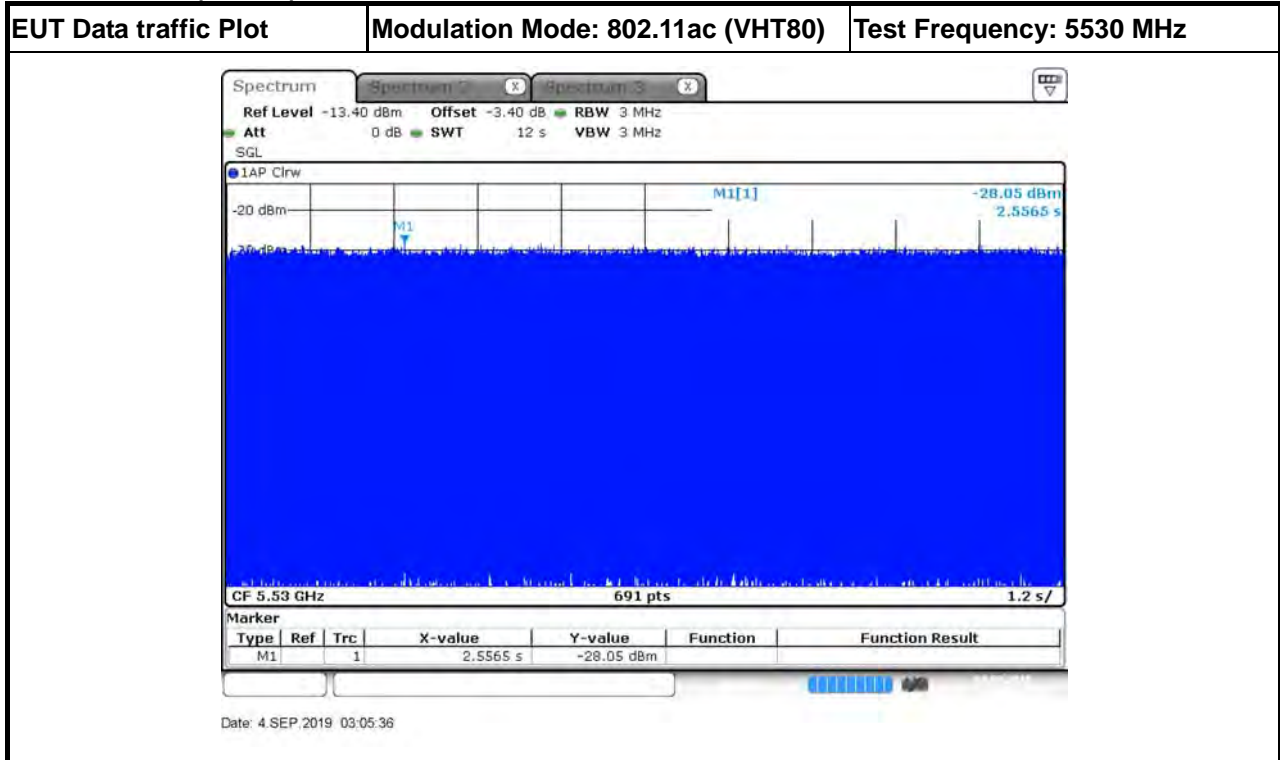 EUT Data traffic Plot Modulation Mode: 802.11ac (VHT80) Test Frequency: 5530 MHz
Spectrum Spectrum 2 X Spectrum 3 X
Ref Level -13.40 dBm Offset -3.40 dB RBW 3 MHz
Att 0 dB SWT 12 s VBW 3 MHz
SGL
1AP Clrw
M1[1] -28.05 dBm
-20 dBm 2.5565 s
M1
CF 5.53 GHz 691 pts 1.2 s/
Marker
Type Ref Trc X-value Y-value Function Function Result
M1 1 2.5565 s -28.05 dBm
Date: 4.SEP.2019 03:05:36